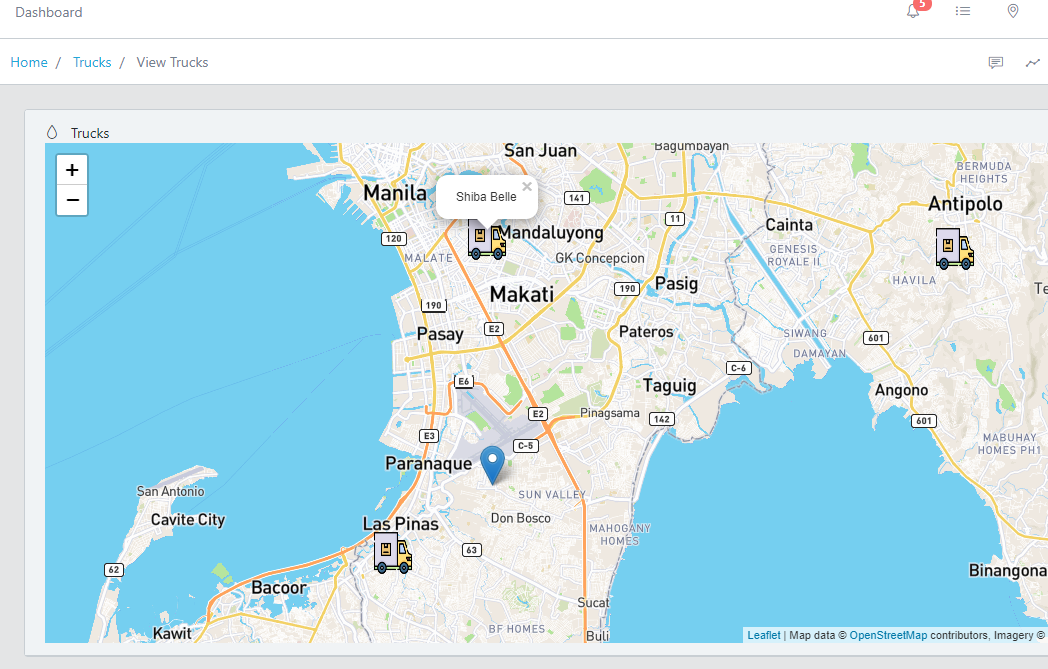 Dashboard
5
Home / Trucks / View Trucks
Trucks
+
−
San Juan
Bagumbayan
BERMUDA
HEIGHTS
Manila
Shiba Belle
×
141
Antipolo
11
Cainta
120
Mandaluyong
MALATE
GK Concepcion
GENESIS
ROYALE II
HAVILA
Pasig
190
Makati
190
Te
Pasay
E2
Pateros
SIWANG
DAMAYAN
601
C-6
E6
Taguig
Angono
E2
Pinagsama
142
601
E3
C-5
MABUHAY
HOMES PH1
Paranaque
San Antonio
SUN VALLEY
Cavite City
Las Pinas
Don Bosco
MAHOGANY
HOMES
63
62
Binangona
Bacoor
Sucat
Kawit
BF HOMES
Buli
Leaflet | Map data © OpenStreetMap contributors, Imagery ©